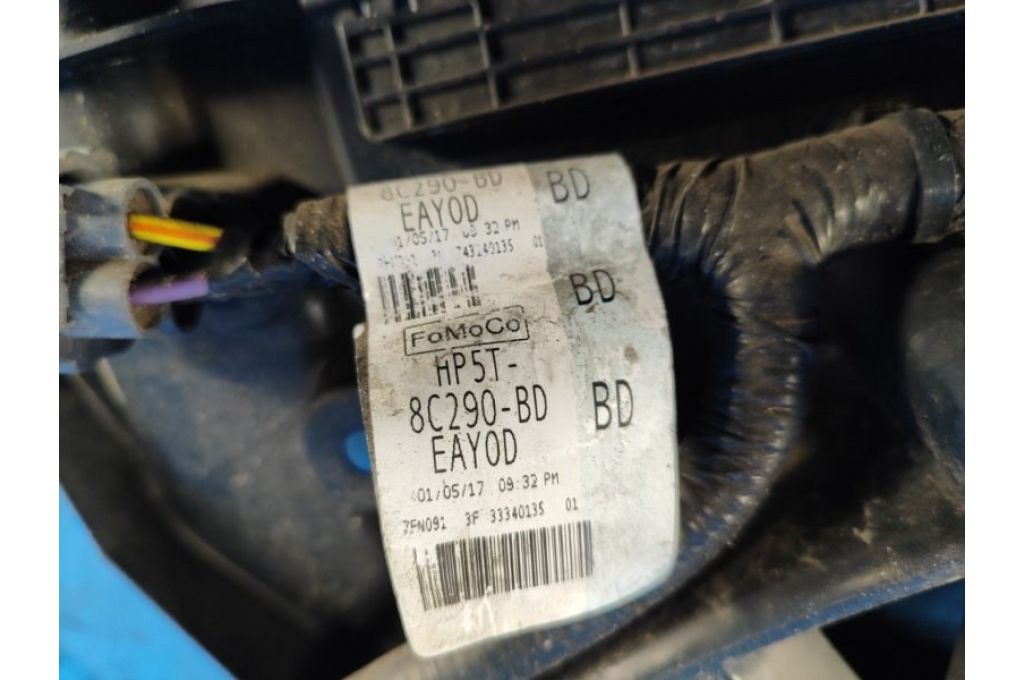 8C290-BD BD
EAYOD
01/05/17 09 32 PM
01
BD
FoMoCo
HP5T-
8C290-BD BD
EAYOD
01/05/17 09:32 PM
7FN091 3F 33340135 01